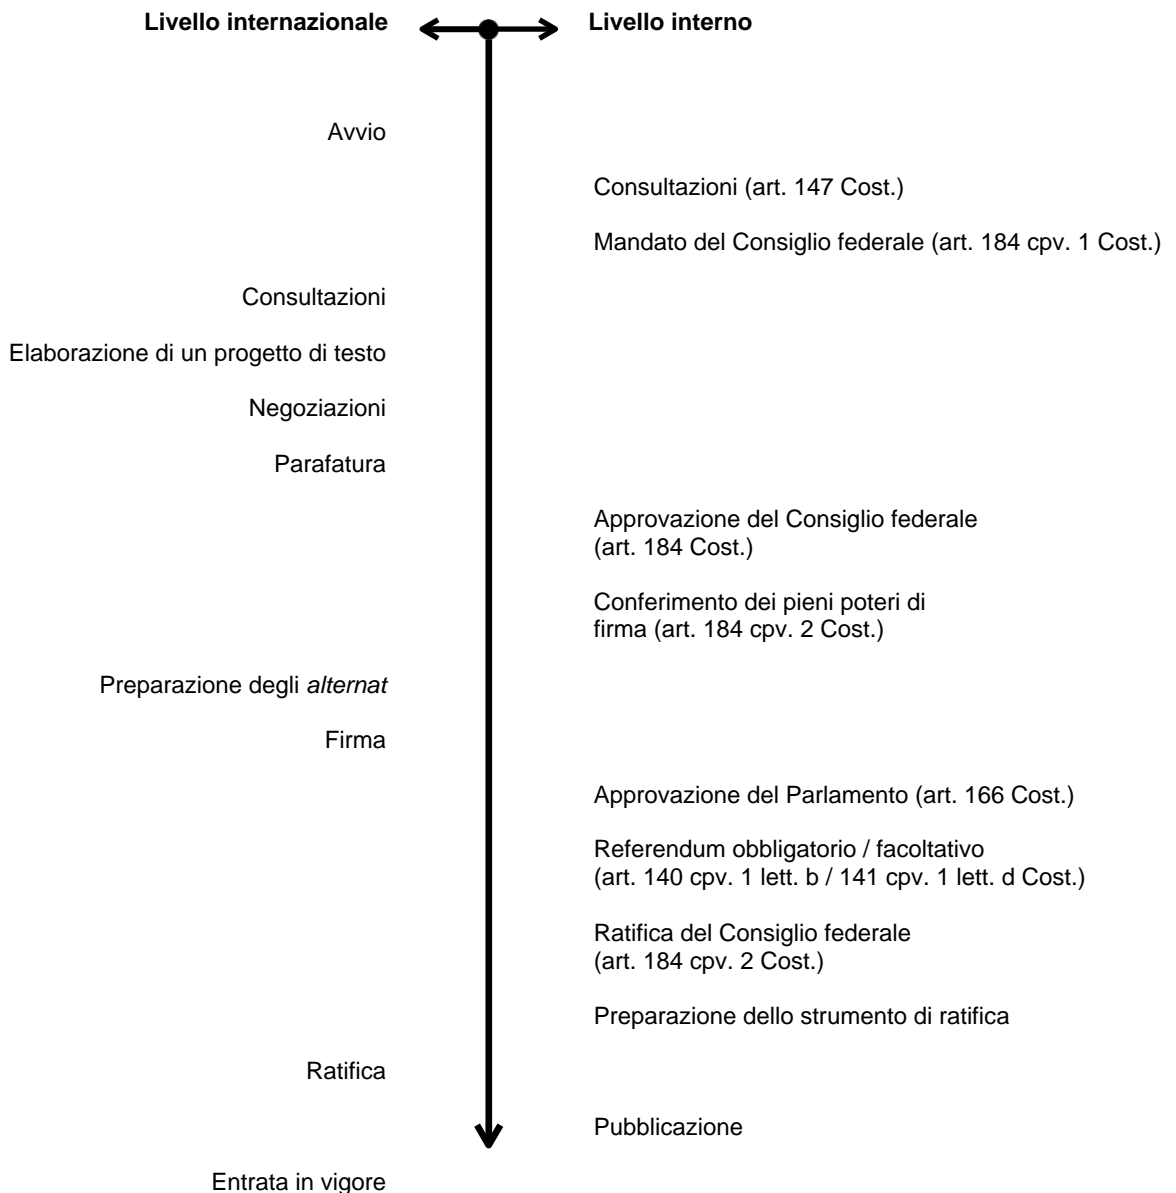 Livello internazionale
Livello interno
Avvio
Consultazioni (art. 147 Cost.)
Mandato del Consiglio federale (art. 184 cpv. 1 Cost.)
Consultazioni
Elaborazione di un progetto di testo
Negoziazioni
Parafatura
Approvazione del Consiglio federale
(art. 184 Cost.)
Conferimento dei pieni poteri di
firma (art. 184 cpv. 2 Cost.)
Preparazione degli alternat
Firma
Approvazione del Parlamento (art. 166 Cost.)
Referendum obbligatorio / facoltativo
(art. 140 cpv. 1 lett. b / 141 cpv. 1 lett. d Cost.)
Ratifica del Consiglio federale
(art. 184 cpv. 2 Cost.)
Preparazione dello strumento di ratifica
Ratifica
Pubblicazione
Entrata in vigore